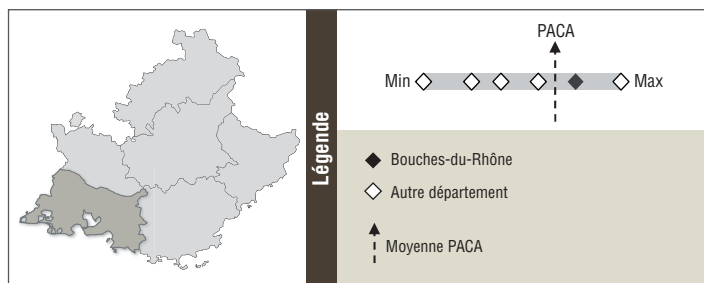 Légende
PACA
Min Max
Bouches-du-Rhône
Autre département
Moyenne PACA